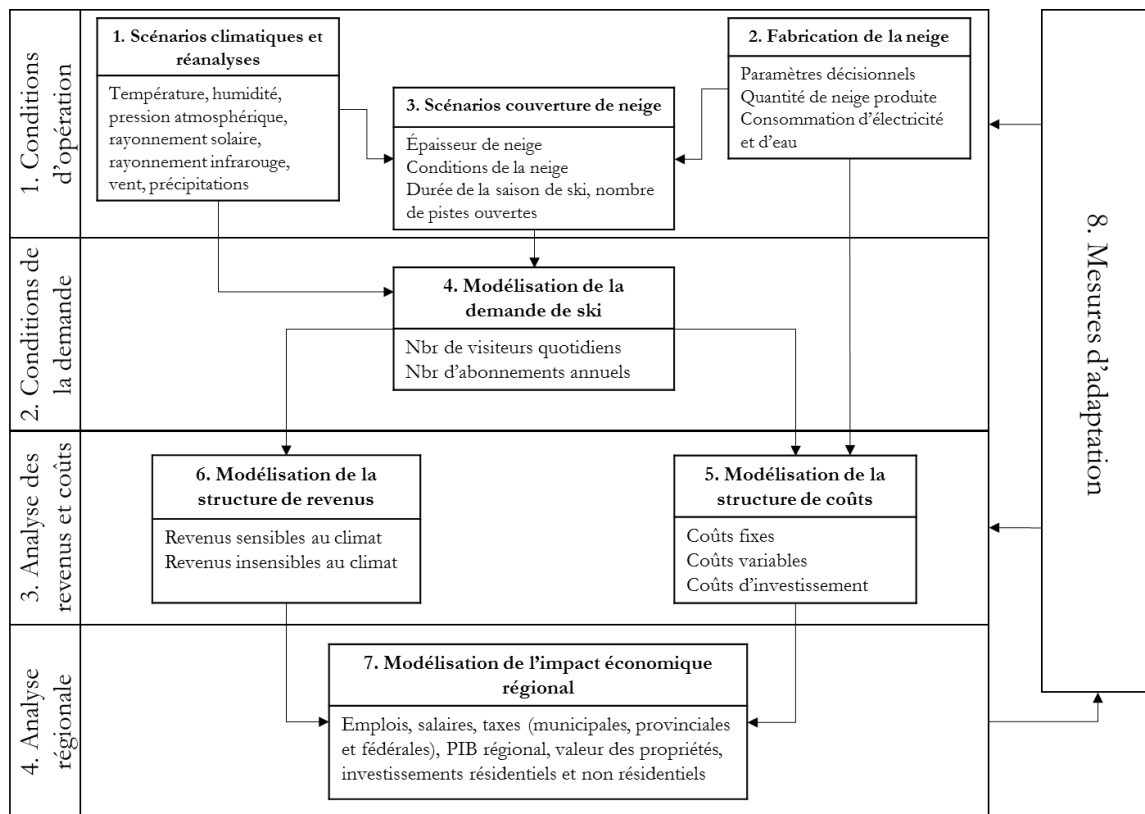 1. Conditions
d'opération
1. Scénarios climatiques et
réanalyses
Température, humidité,
pression atmosphérique,
rayonnement solaire,
rayonnement infrarouge,
vent, précipitations
3. Scénarios couverture de neige
Épaisseur de neige
Conditions de la neige
Durée de la saison de ski, nombre
de pistes ouvertes
2. Fabrication de la neige
Paramètres décisionnels
Quantité de neige produite
Consommation d'électricité
et d'eau
2. Conditions de
la demande
4. Modélisation de la
demande de ski
Nbr de visiteurs quotidiens
Nbr d'abonnements annuels
3. Analyse des
revenus et coûts
6. Modélisation de la
structure de revenus
Revenus sensibles au climat
Revenus insensibles au climat
5. Modélisation de la
structure de coûts
Coûts fixes
Coûts variables
Coûts d'investissement
4. Analyse
régionale
7. Modélisation de l'impact économique
régional
Emplois, salaires, taxes (municipales, provinciales
et fédérales), PIB régional, valeur des propriétés,
investissements résidentiels et non résidentiels
8. Mesures d'adaptation